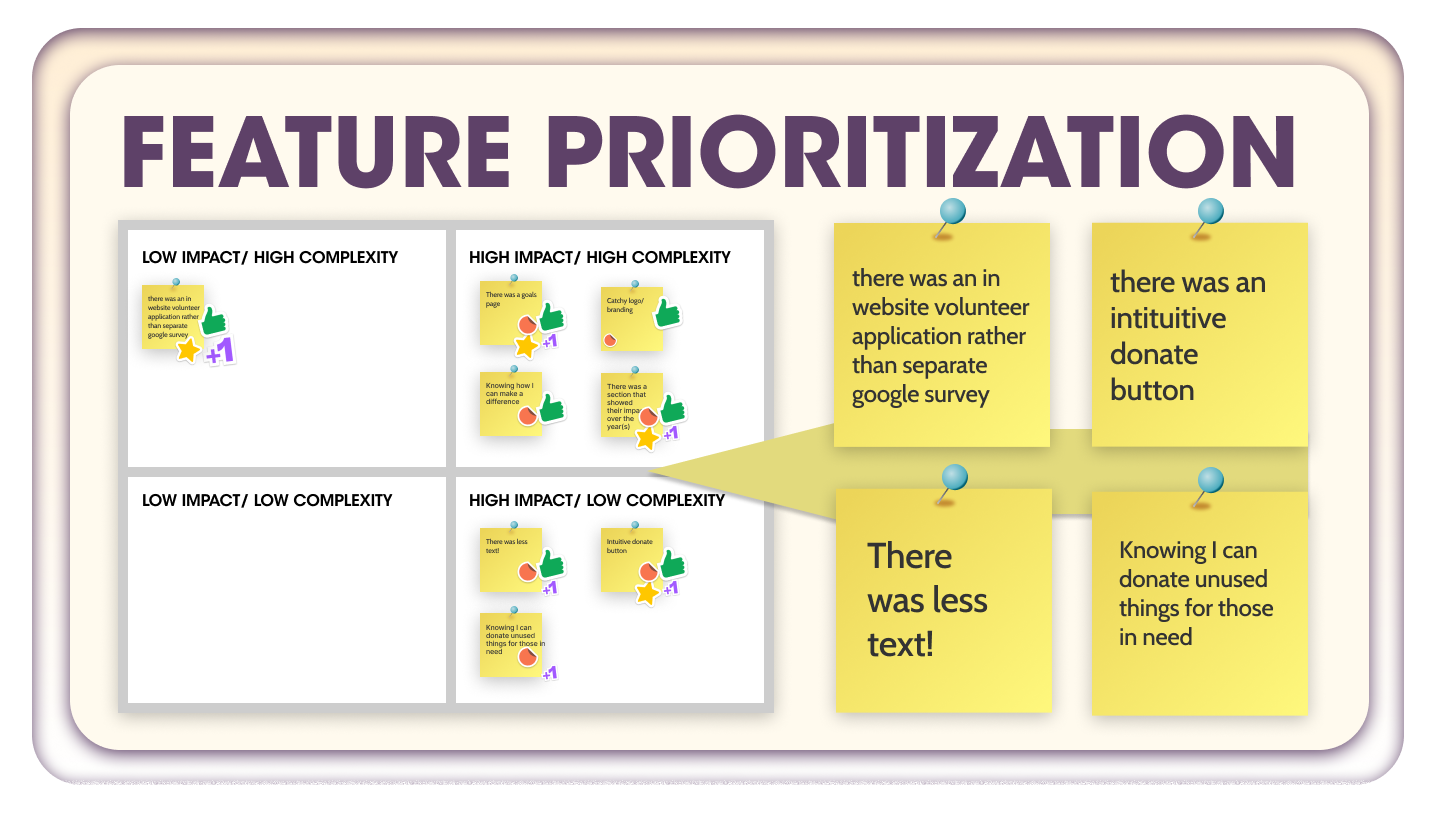 FEATURE PRIORITIZATION
LOW IMPACT/ HIGH COMPLEXITY
there was an in
website volunteer
application rather
than separate
google survey
+1
HIGH IMPACT/ HIGH COMPLEXITY
There was a goals
page
+1
Catchy logo/
branding
Knowing how I
can make a
difference
There was a
section that
showed
their impac
over the
year(s)
+1
LOW IMPACT/ LOW COMPLEXITY
HIGH IMPACT/ LOW COMPLEXITY
There was less
text!
+1
Intuitive donate
button
+1
Knowing I can
donate unused
things for those in
need
+1
there was an in
website volunteer
application rather
than separate
google survey
there was an
intituitive
donate
button
There
was less
text!
Knowing I can
donate unused
things for those
in need